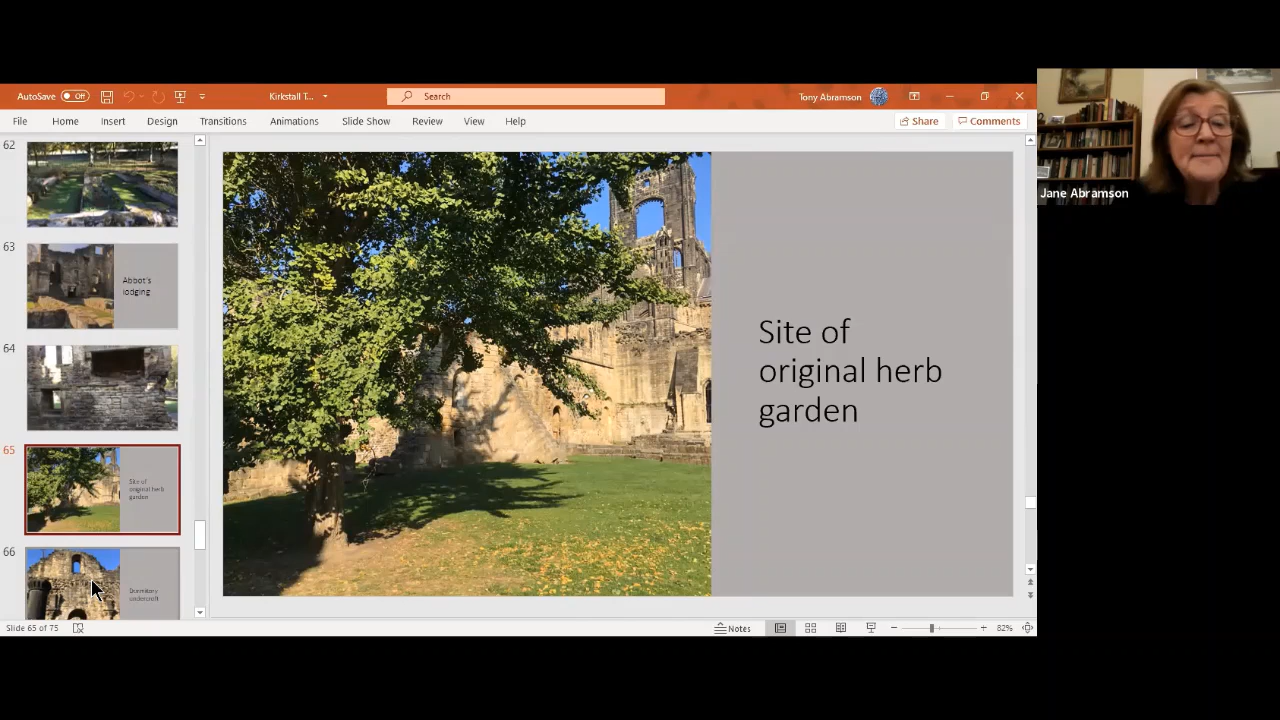 AutoSave Off
Kirkstall T...
Search
Tony Abramson
File Home Insert Design Transitions Animations Slide Show Review View Help
Share Comments
62
63
Abbot's
lodging
64
65
Site of
original herb
garden
66
Dormitory
undercroft
Site of
original herb
garden
Jane Abramson
Slide 65 of 75
Notes
82%